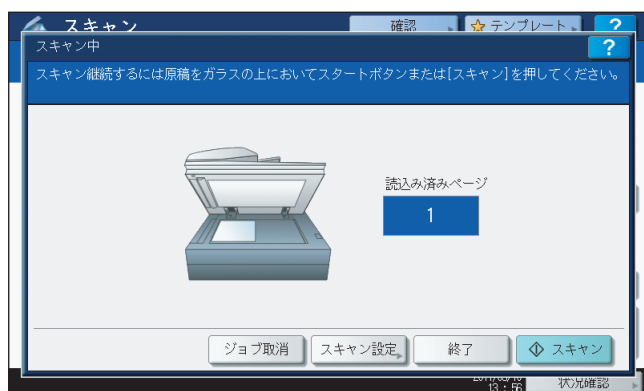 スキャン
確認
テンプレート
?
スキャン中
?
スキャン継続するには原稿をガラスの上においてスタートボタンまたは[スキャン]を押してください。
読込み済みページ
1
ジョブ取消
スキャン設定
終了
スキャン
13:56
状況確認